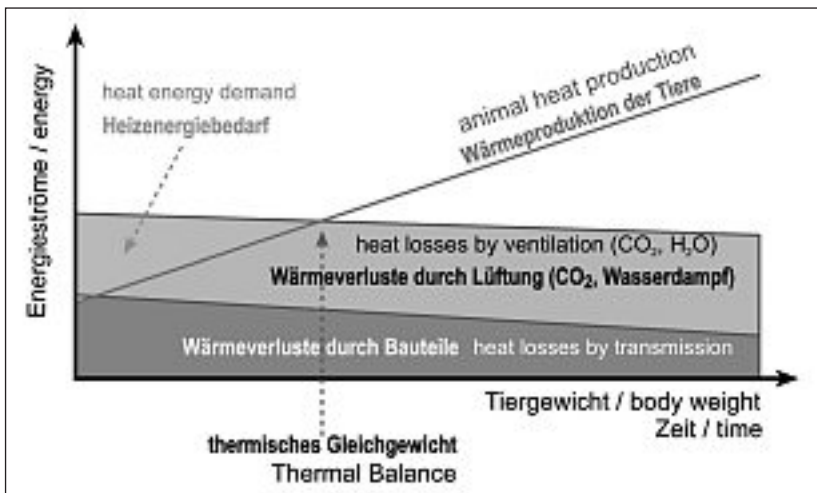 Energieströme / energy
heat energy demand
Heizenergiebedarf
animal heat production
Wärmeproduktion der Tiere
heat losses by ventilation (CO₂, H₂O)
Wärmeverluste durch Lüftung (CO₂, Wasserdampf)
Wärmeverluste durch Bauteile heat losses by transmission
Tiergewicht / body weight
Zeit / time
thermisches Gleichgewicht
Thermal Balance